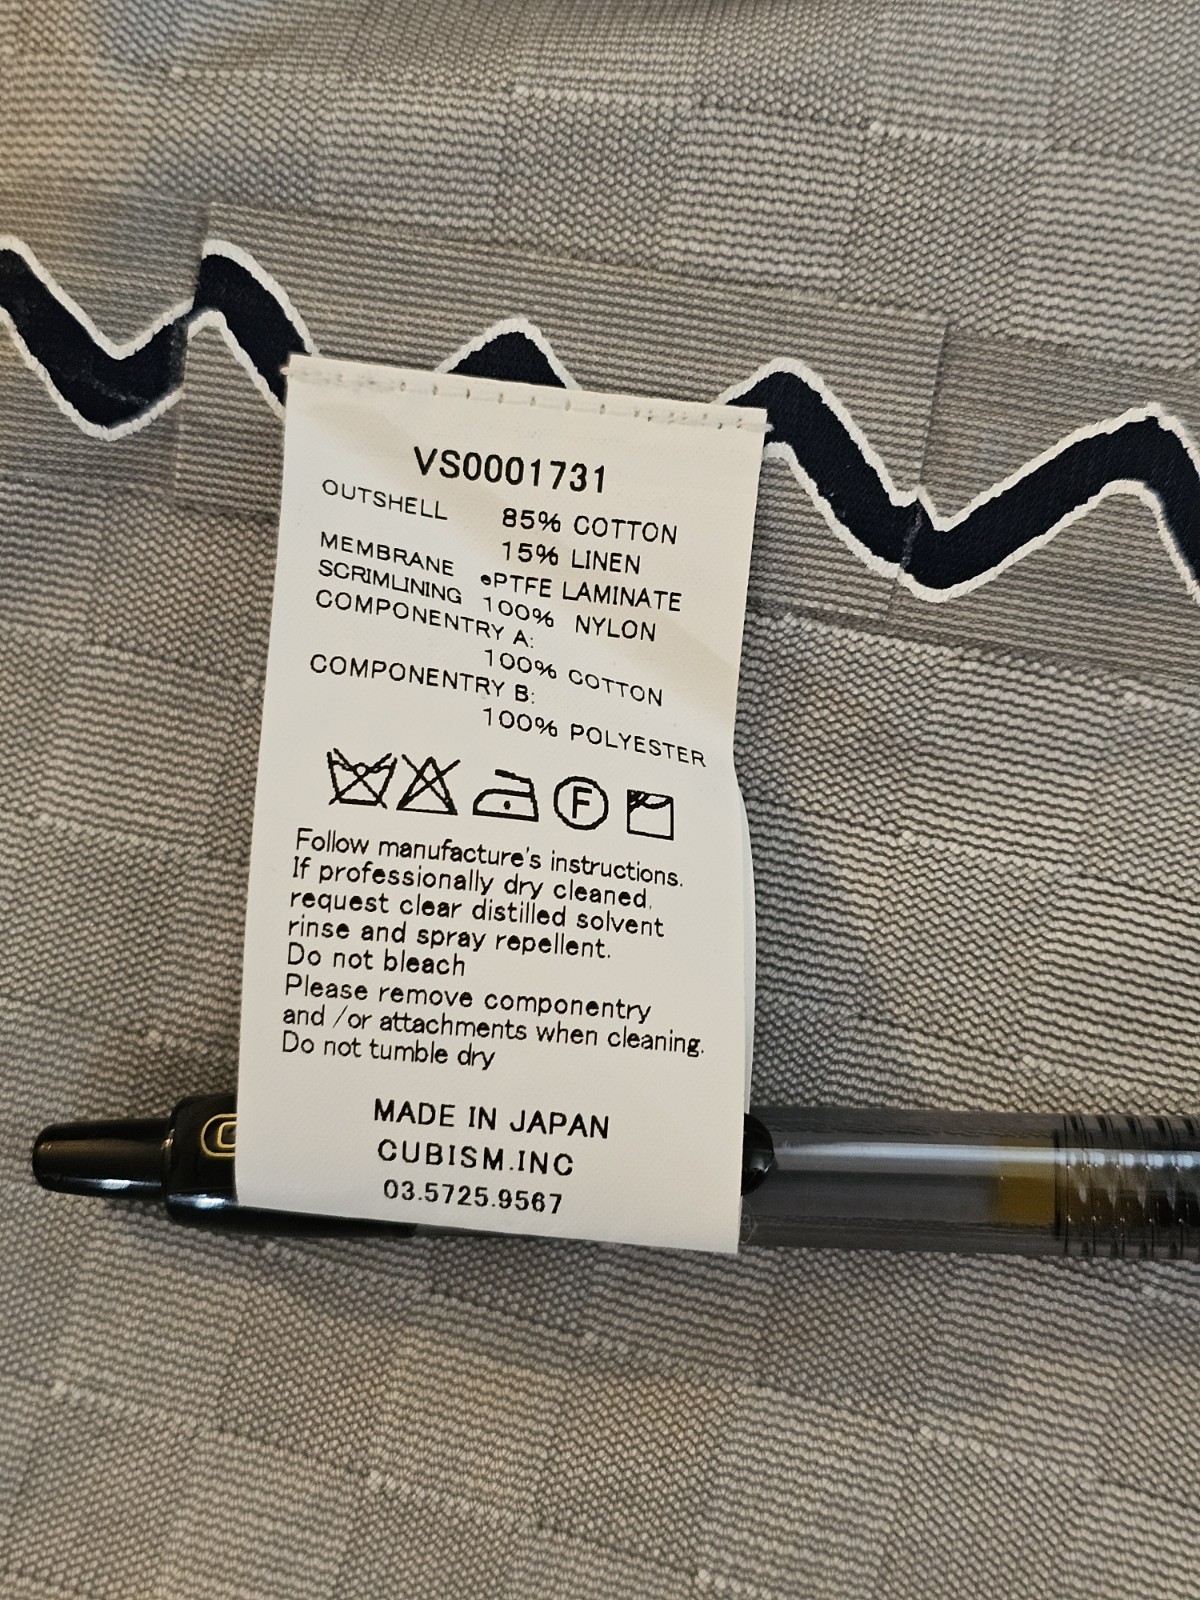 VS0001731
OUTSHELL 85% COTTON
15% LINEN
MEMBRANE ePTFE LAMINATE
SCRIMLINING 100% NYLON
COMPONENTRY A:
100% COTTON
COMPONENTRY B:
100% POLYESTER
F
Follow manufacture's instructions.
If professionally dry cleaned,
request clear distilled solvent
rinse and spray repellent.
Do not bleach
Please remove componentry
and /or attachments when cleaning.
Do not tumble dry
MADE IN JAPAN
CUBISM.INC
03.5725.9567